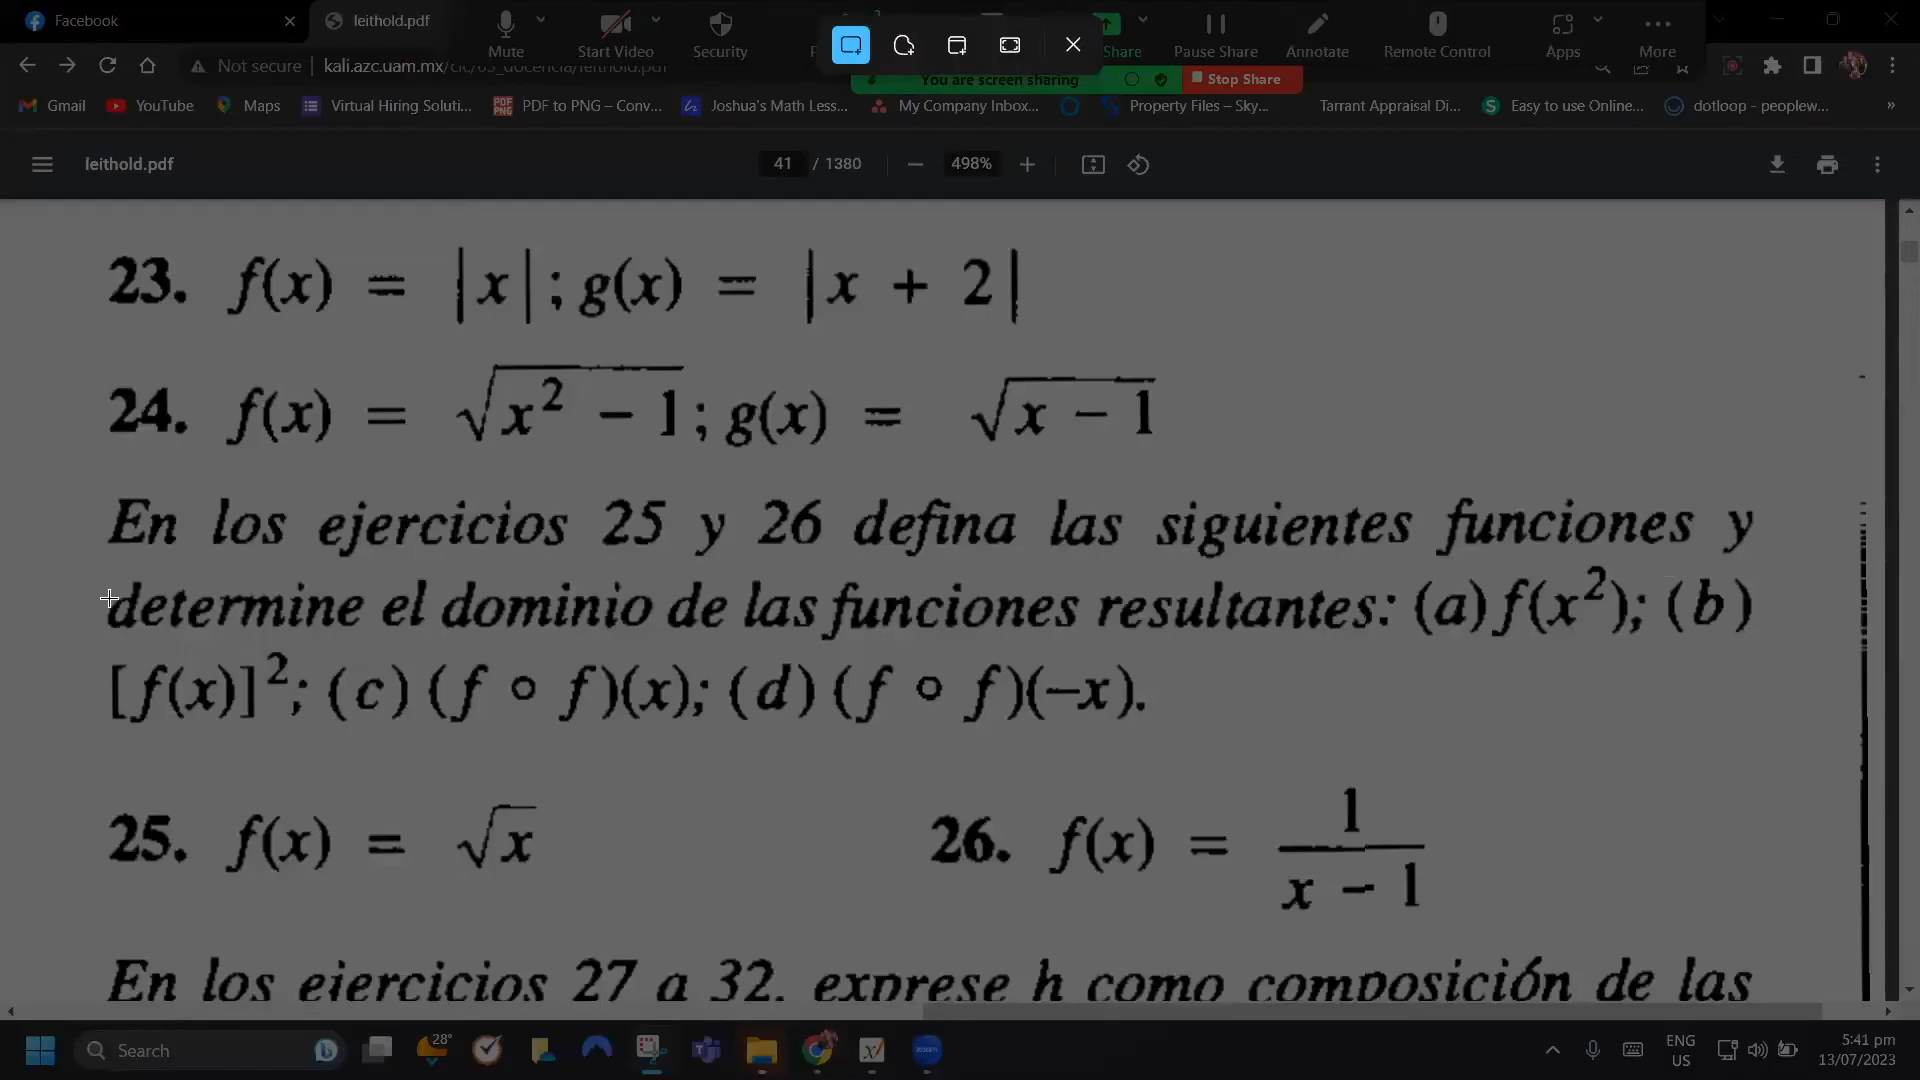 Facebook
leithold.pdf
Mute
Start Video
Security
Share
Pause Share
Annotate
Remote Control
Apps
More
Not secure
kali.azc.uam.mx/cic/03_docencia/leithold.pdf
You are screen sharing
Stop Share
Gmail
YouTube
Maps
Virtual Hiring Soluti...
PDF to PNG – Conv...
Joshua's Math Less...
My Company Inbox...
Property Files – Sky...
Tarrant Appraisal Di...
Easy to use Online...
dotloop - peoplew...
leithold.pdf
41 / 1380
498%
23. f(x) = |x|; g(x) = |x + 2|
24. f(x) = √(x² − 1); g(x) = √(x − 1)
En los ejercicios 25 y 26 defina las siguientes funciones y
determine el dominio de las funciones resultantes: (a) f(x²); (b)
[f(x)]²; (c) (f ∘ f)(x); (d) (f ∘ f)(−x).
25. f(x) = √x
26. f(x) = 1/(x − 1)
En los ejercicios 27 a 32, exprese h como composición de las
28°
Search
ENG
US
5:41 pm
13/07/2023